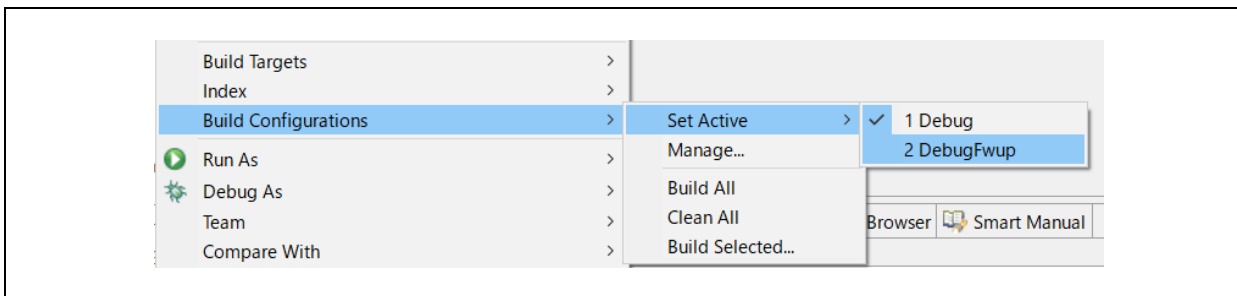 Build Targets
Index
Build Configurations
Run As
Debug As
Team
Compare With
Set Active
Manage...
Build All
Clean All
Build Selected...
1 Debug
2 DebugFwup
Browser Smart Manual